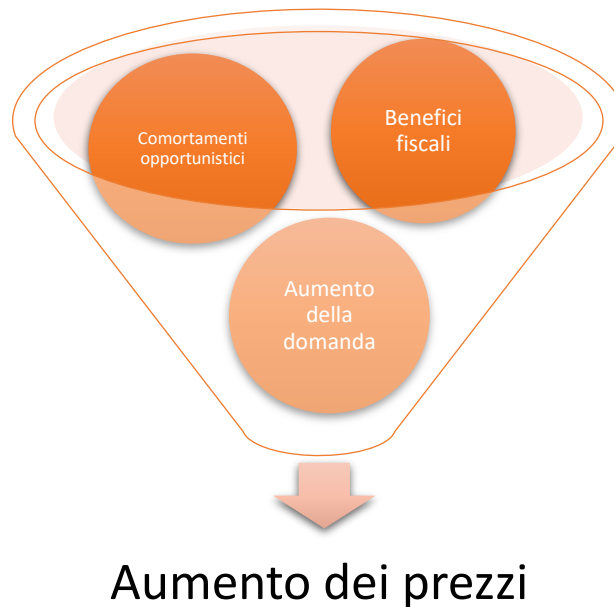 Comortamenti
opportunistici
Benefici
fiscali
Aumento
della
domanda
Aumento dei prezzi